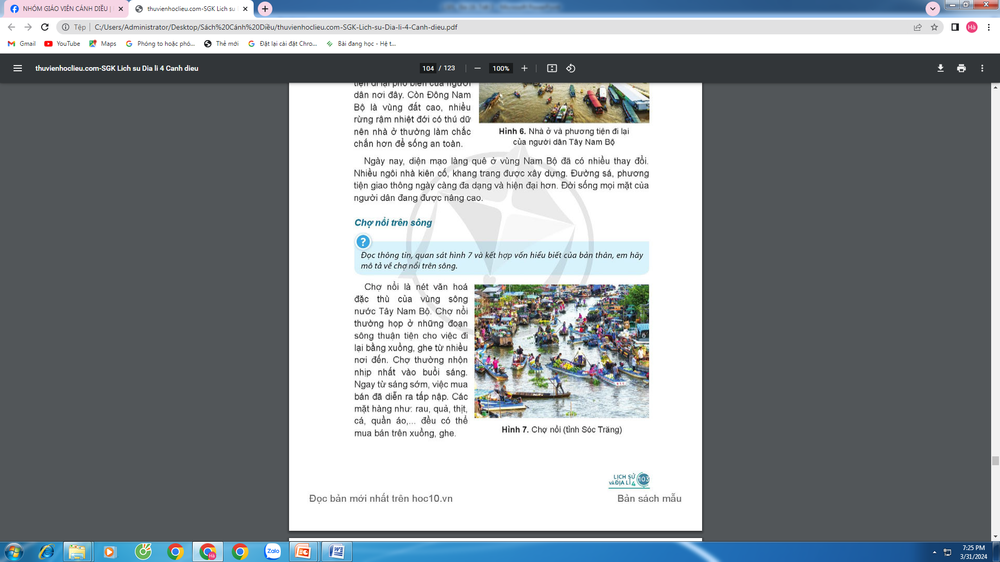 NHÓM GIÁO VIÊN CÁNH DIỀU |
thuvienhoclieu.com-SGK Lich su
Tệp
C:/Users/Administrator/Desktop/Sách%20Cánh%20Diều/thuvienhoclieu.com-SGK-Lich-su-Dia-li-4-Canh-dieu.pdf
Hà
Gmail
YouTube
Maps
Phóng to hoặc phó...
Thẻ mới
Đặt lại cài đặt Chro...
Bài đang học - Hệ t...
thuvienhoclieu.com-SGK Lich su Dia li 4 Canh dieu
104 / 123
100%
tiện đi lại phổ biến của người
dân nơi đây. Còn Đông Nam
Bộ là vùng đất cao, nhiều
rừng rậm nhiệt đới có thú dữ
nên nhà ở thường làm chắc
chắn hơn để sống an toàn.
Hình 6. Nhà ở và phương tiện đi lại
của người dân Tây Nam Bộ
Ngày nay, diện mạo làng quê ở vùng Nam Bộ đã có nhiều thay đổi.
Nhiều ngôi nhà kiên cố, khang trang được xây dựng. Đường sá, phương
tiện giao thông ngày càng đa dạng và hiện đại hơn. Đời sống mọi mặt của
người dân đang được nâng cao.
Chợ nổi trên sông
?
Đọc thông tin, quan sát hình 7 và kết hợp vốn hiểu biết của bản thân, em hãy
mô tả về chợ nổi trên sông.
Chợ nổi là nét văn hoá
đặc thù của vùng sông
nước Tây Nam Bộ. Chợ nổi
thường họp ở những đoạn
sông thuận tiện cho việc đi
lại bằng xuồng, ghe từ nhiều
nơi đến. Chợ thường nhộn
nhịp nhất vào buổi sáng.
Ngay từ sáng sớm, việc mua
bán đã diễn ra tấp nập. Các
mặt hàng như: rau, quả, thịt,
cá, quần áo,... đều có thể
mua bán trên xuồng, ghe.
Hình 7. Chợ nổi (tỉnh Sóc Trăng)
LỊCH SỬ
VÀ ĐỊA LÍ 4
103
Đọc bản mới nhất trên hoc10.vn
Bản sách mẫu
Hà
Zalo
7:25 PM
3/31/2024